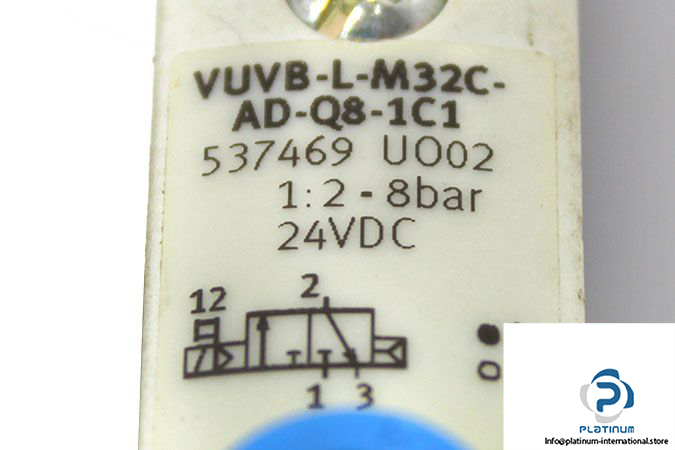 VUVB-L-M32C-
AD-Q8-1C1
537469 U002
1: 2 - 8bar
24VDC
12
2
1
3
PLATINUM
Info@platinum-international.store